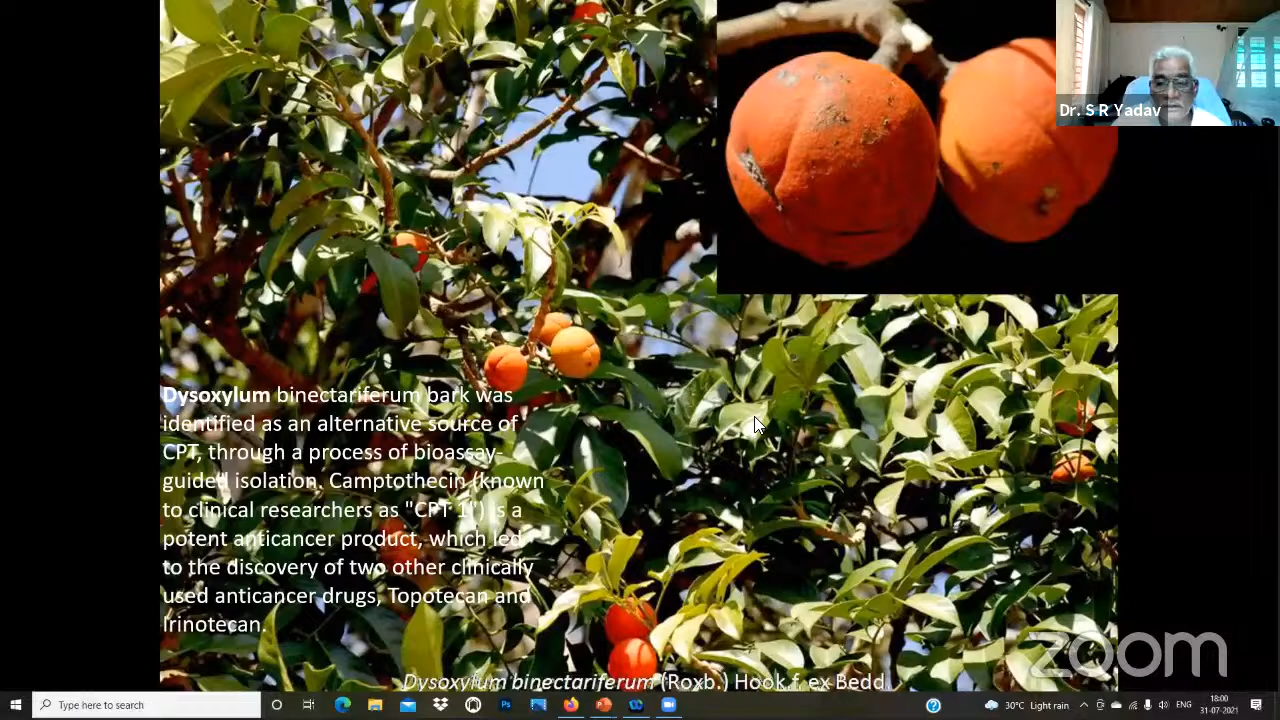 Dr. S R Yadav
Dysoxylum binectariferum bark was
identified as an alternative source of
CPT, through a process of bioassay-
guided isolation. Camptothecin (known
to clinical researchers as "CPT 1") is a
potent anticancer product, which led
to the discovery of two other clinically
used anticancer drugs, Topotecan and
Irinotecan.
zoom
Dysoxylum binectariferum (Roxb.) Hook.f. ex Bedd.
Type here to search
30°C Light rain
ENG
18:00
31-07-2021